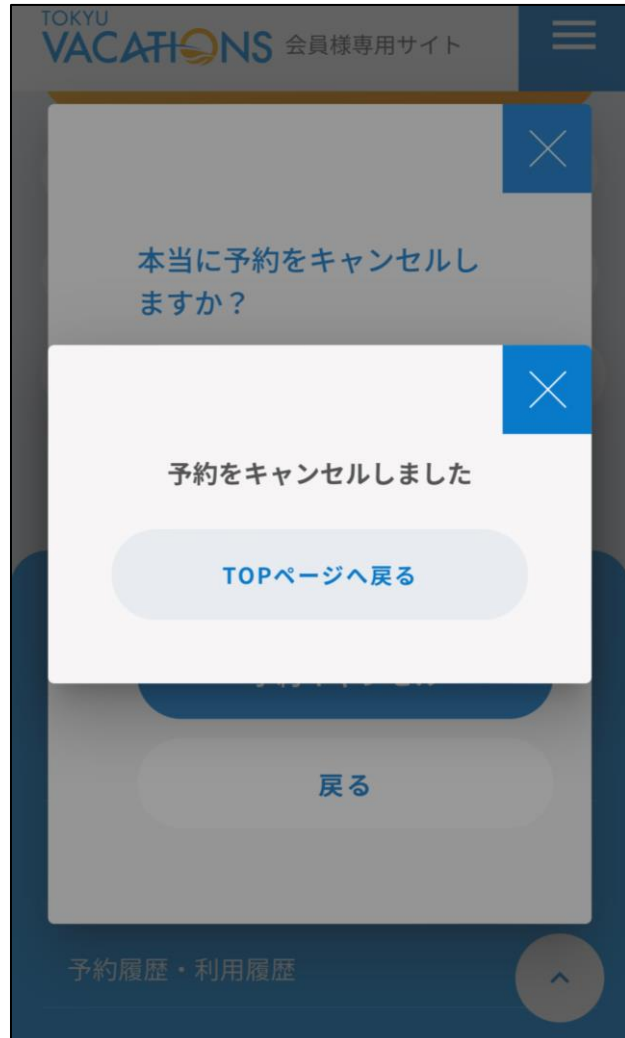 TOKYU
VACATIONS 会員様専用サイト
本当に予約をキャンセルし
ますか？
予約をキャンセルしました
TOPページへ戻る
戻る
予約履歴・利用履歴